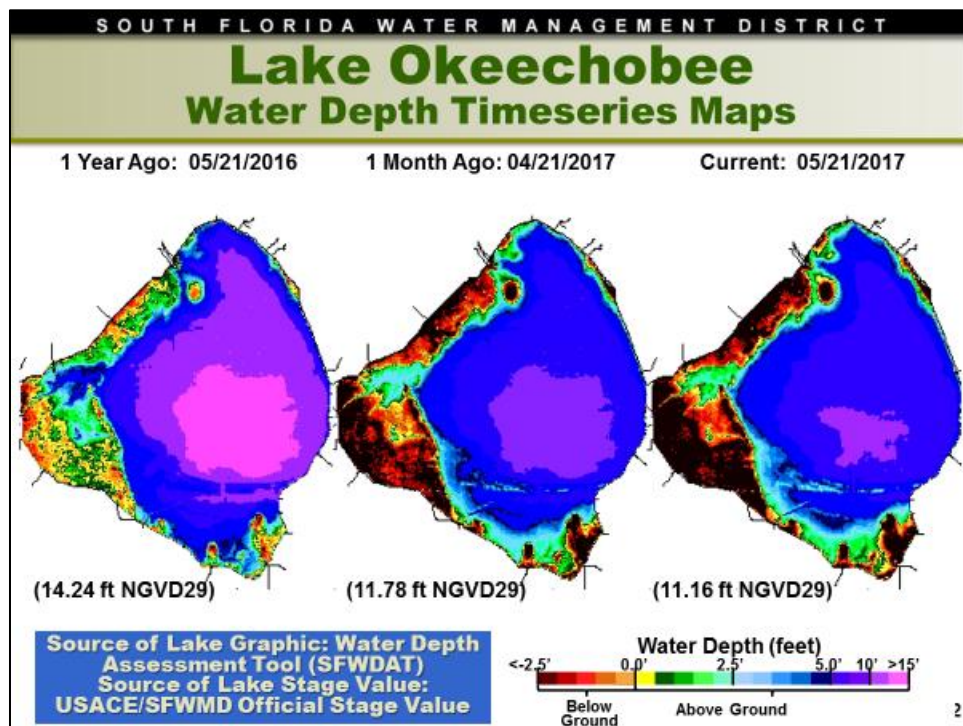 SOUTH FLORIDA WATER MANAGEMENT DISTRICT
Lake Okeechobee
Water Depth Timeseries Maps
1 Year Ago: 05/21/2016
1 Month Ago: 04/21/2017
Current: 05/21/2017
(14.24 ft NGVD29)
(11.78 ft NGVD29)
(11.16 ft NGVD29)
Source of Lake Graphic: Water Depth
Assessment Tool (SFWDAT)
Source of Lake Stage Value:
USACE/SFWMD Official Stage Value
Water Depth (feet)
<-2.5' 0.0' 2.5' 5.0' 10' >15'
Below
Ground
Above Ground
2